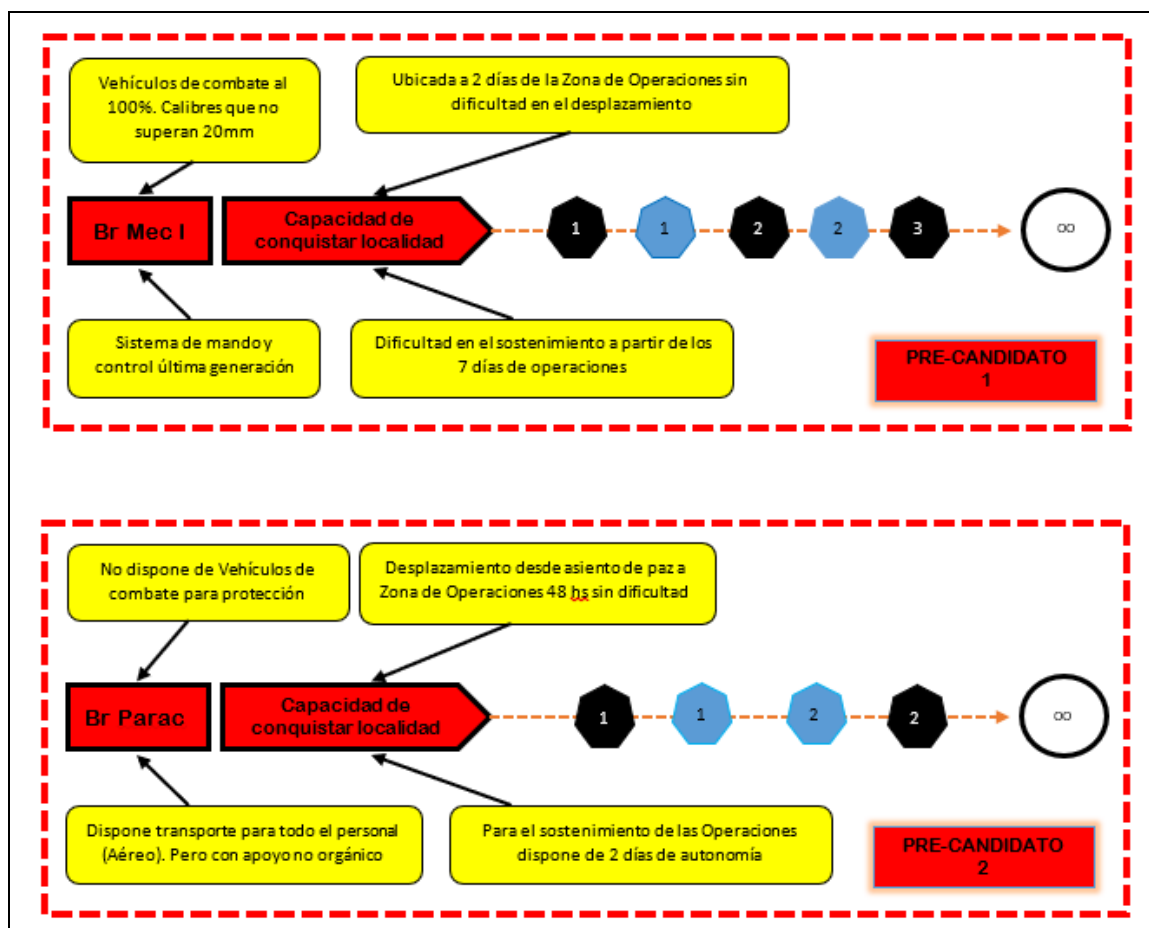 Vehículos de combate al
100%. Calibres que no
superan 20mm
Ubicada a 2 días de la Zona de Operaciones sin
dificultad en el desplazamiento
Br Mec I
Capacidad de
conquistar localidad
1
1
2
2
3
∞
Sistema de mando y
control última generación
Dificultad en el sostenimiento a partir de los
7 días de operaciones
PRE-CANDIDATO
1
No dispone de Vehículos de
combate para protección
Desplazamiento desde asiento de paz a
Zona de Operaciones 48 hs sin dificultad
Br Parac
Capacidad de
conquistar localidad
1
1
2
2
∞
Dispone transporte para todo el personal
(Aéreo). Pero con apoyo no orgánico
Para el sostenimiento de las Operaciones
dispone de 2 días de autonomía
PRE-CANDIDATO
2